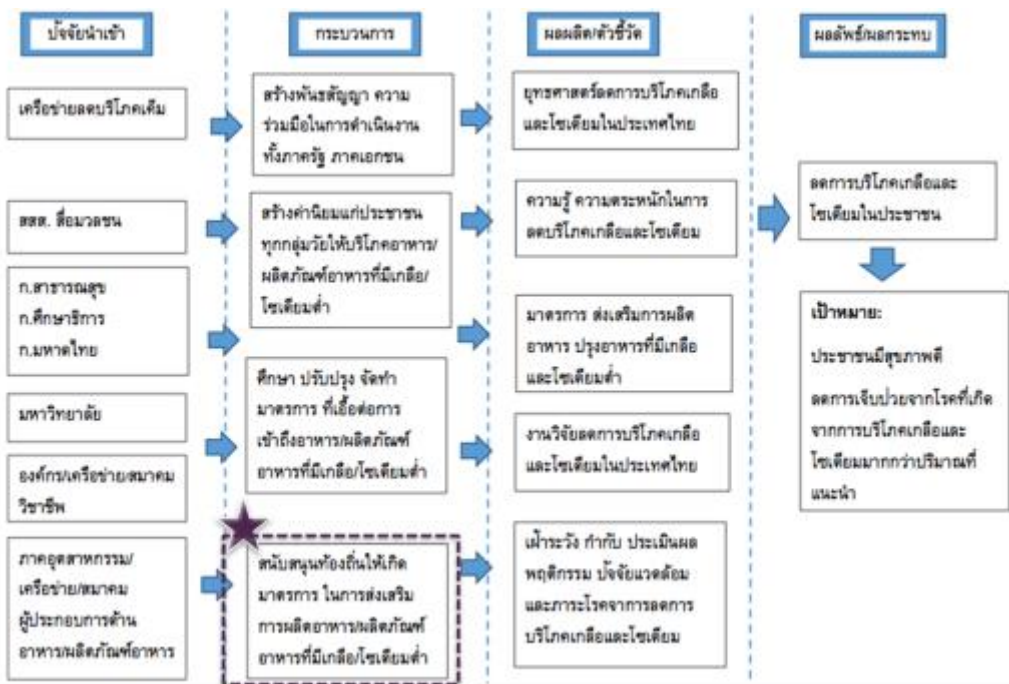 ปัจจัยนำเข้า
กระบวนการ
ผลผลิต/ตัวชี้วัด
ผลลัพธ์/ผลกระทบ
เครือข่ายลดบริโภคเค็ม
สสส. สื่อมวลชน
ก.สาธารณสุข
ก.ศึกษาธิการ
ก.มหาดไทย
มหาวิทยาลัย
องค์กร/เครือข่าย/สมาคม
วิชาชีพ
ภาคอุตสาหกรรม/
เครือข่าย/สมาคม
ผู้ประกอบการด้าน
อาหาร/ผลิตภัณฑ์อาหาร
สร้างพันธสัญญา ความ
ร่วมมือในการดำเนินงาน
ทั้งภาครัฐ ภาคเอกชน
สร้างค่านิยมแก่ประชาชน
ทุกกลุ่มวัยให้บริโภคอาหาร/
ผลิตภัณฑ์อาหารที่มีเกลือ/
โซเดียมต่ำ
ศึกษา ปรับปรุง จัดทำ
มาตรการ ที่เอื้อต่อการ
เข้าถึงอาหาร/ผลิตภัณฑ์
อาหารที่มีเกลือ/โซเดียมต่ำ
สนับสนุนท้องถิ่นให้เกิด
มาตรการ ในการส่งเสริม
การผลิตอาหาร/ผลิตภัณฑ์
อาหารที่มีเกลือ/โซเดียมต่ำ
ยุทธศาสตร์ลดการบริโภคเกลือ
และโซเดียมในประเทศไทย
ความรู้ ความตระหนักในการ
ลดบริโภคเกลือและโซเดียม
มาตรการ ส่งเสริมการผลิต
อาหาร ปรุงอาหารที่มีเกลือ
และโซเดียมต่ำ
งานวิจัยลดการบริโภคเกลือ
และโซเดียมในประเทศไทย
เฝ้าระวัง กำกับ ประเมินผล
พฤติกรรม ปัจจัยแวดล้อม
และภาระโรคจาการลดการ
บริโภคเกลือและโซเดียม
ลดการบริโภคเกลือและ
โซเดียมในประชาชน
เป้าหมาย:
ประชาชนมีสุขภาพดี
ลดการเจ็บป่วยจากโรคที่เกิด
จากการบริโภคเกลือและ
โซเดียมมากกว่าปริมาณที่
แนะนำ